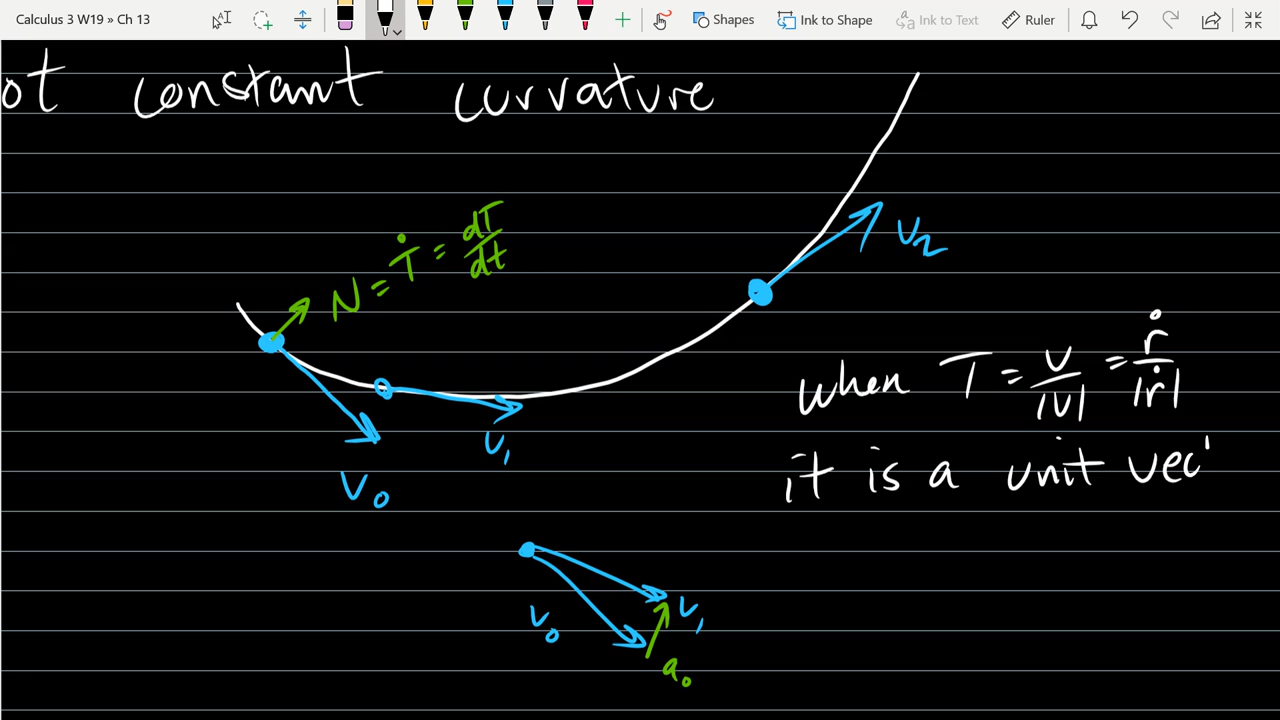 Calculus 3 W19 » Ch 13
Shapes
Ink to Shape
Ink to Text
Ruler
ot constant curvature
N = Ṫ = dT/dt
v₂
when T = v/|v| = ṙ/|ṙ|
it is a unit vec
v₁
v₀
v₁
v₀
a₀